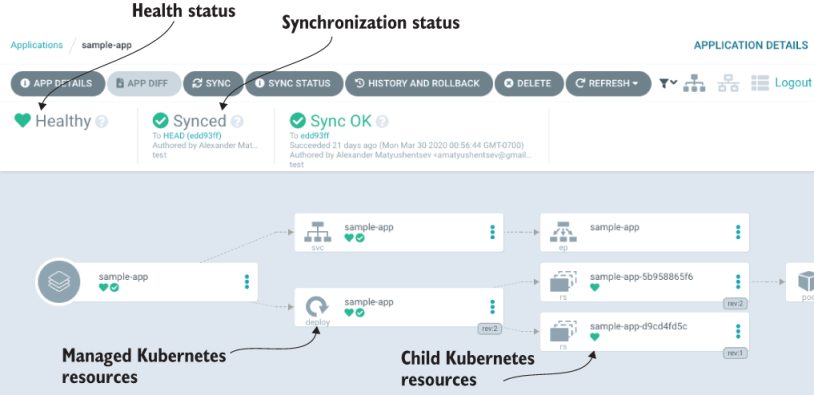 Health status
Synchronization status
Applications / sample-app
APPLICATION DETAILS
APP DETAILS
APP DIFF
SYNC
SYNC STATUS
HISTORY AND ROLLBACK
DELETE
REFRESH
Logout
Healthy
Synced
To HEAD (edd93ff)
Authored by Alexander Mat...
test
Sync OK
To edd93ff
Succeeded 21 days ago (Mon Mar 30 2020 00:56:44 GMT-0700)
Authored by Alexander Matyushentsev <amatyushentsev@gmail...
test
sample-app
svc
sample-app
ep
sample-app
sample-app
deploy
rev:2
sample-app-5b958865f6
rs
rev:2
pod
sample-app-d9cd4fd5c
rs
rev:1
Managed Kubernetes
resources
Child Kubernetes
resources